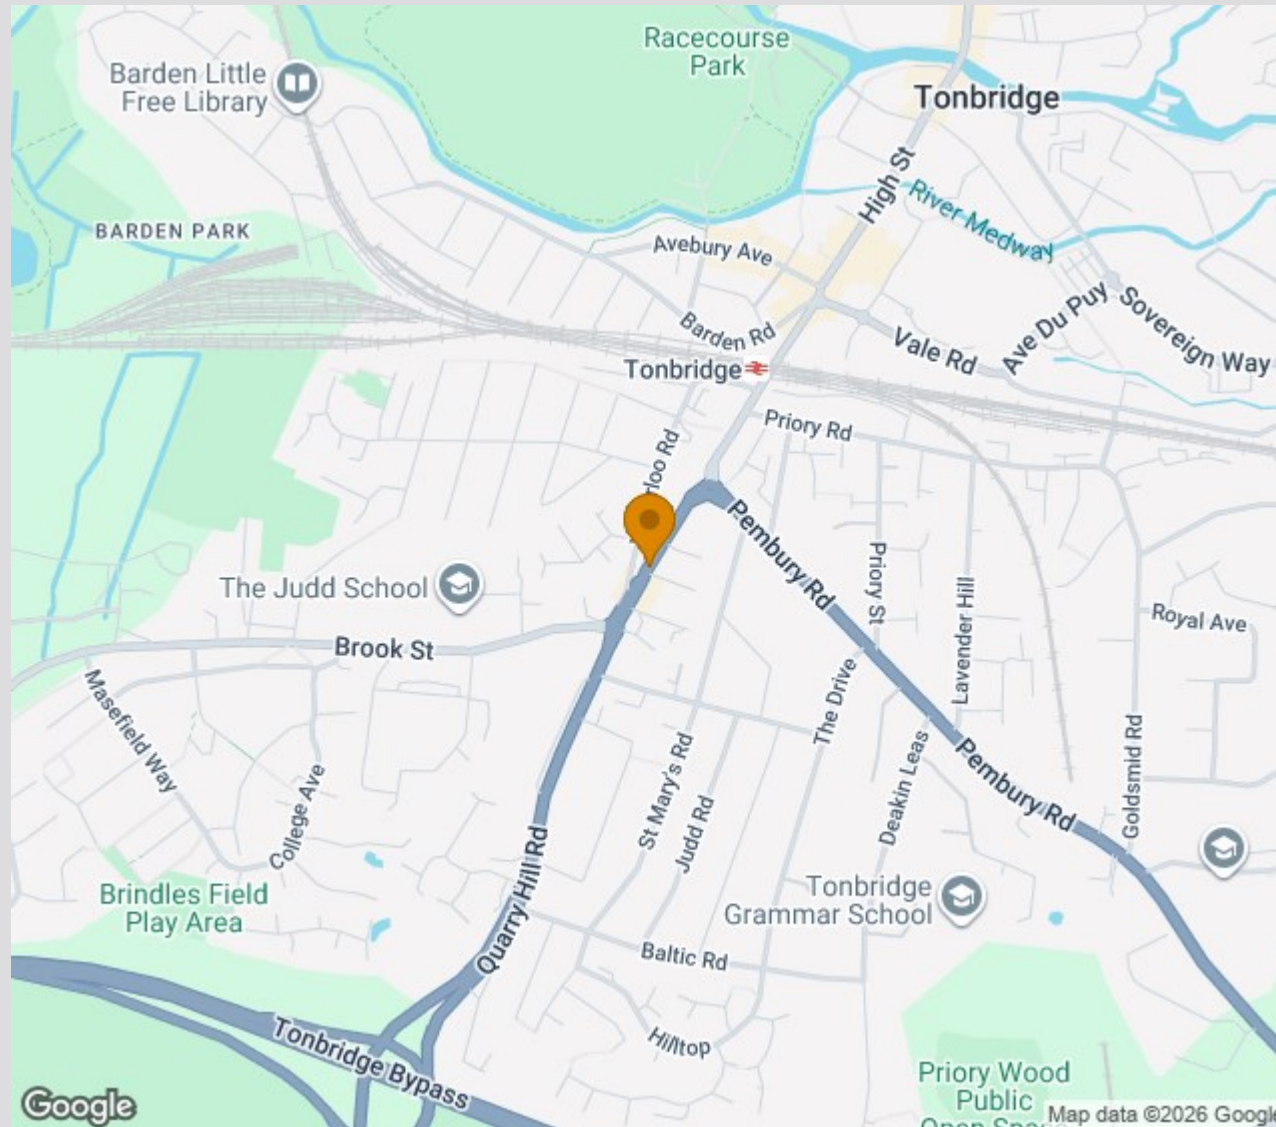 Racecourse
Park
Barden Little
Free Library
Tonbridge
High St
River Medway
BARDEN PARK
Avebury Ave
Barden Rd
Ave Du Puy
Sovereign Way
Vale Rd
Tonbridge
Priory Rd
rloo Rd
Pembury Rd
The Judd School
Priory St
Lavender Hill
Royal Ave
Brook St
Masefield Way
The Drive
College Ave
St Mary's Rd
Judd Rd
Deakin Leas
Pembury Rd
Goldsmid Rd
Quarry Hill Rd
Brindles Field
Play Area
Tonbridge
Grammar School
Baltic Rd
Hilltop
Tonbridge Bypass
Priory Wood
Public
Google
Map data ©2026 Google